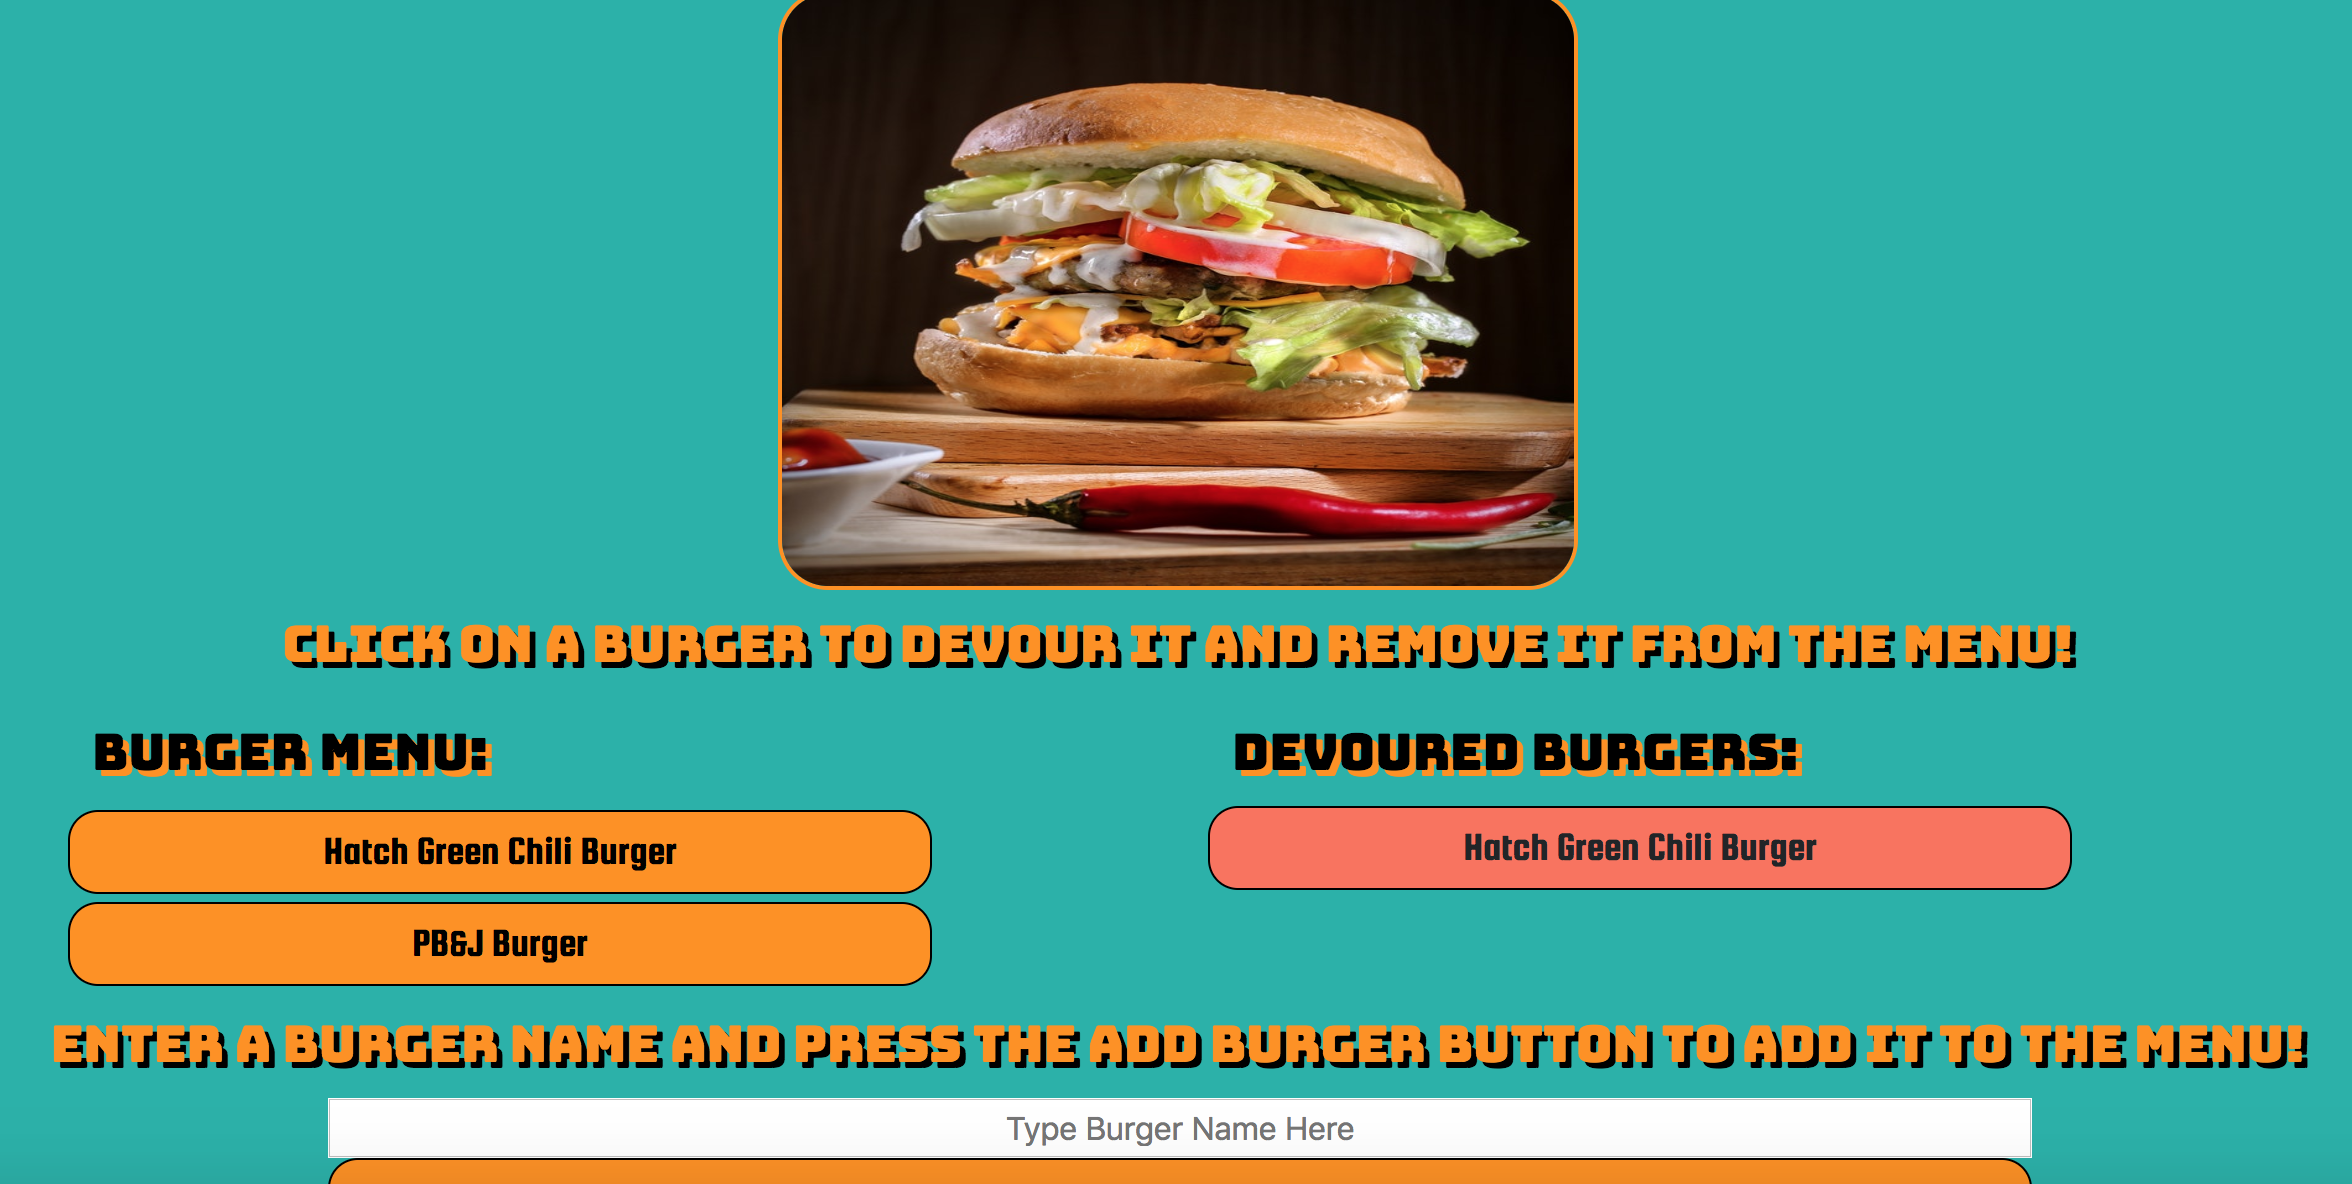 CLICK ON A BURGER TO DEVOUR IT AND REMOVE IT FROM THE MENU!
BURGER MENU:
Hatch Green Chili Burger
PB&J Burger
DEVOURED BURGERS:
Hatch Green Chili Burger
ENTER A BURGER NAME AND PRESS THE ADD BURGER BUTTON TO ADD IT TO THE MENU!
Type Burger Name Here